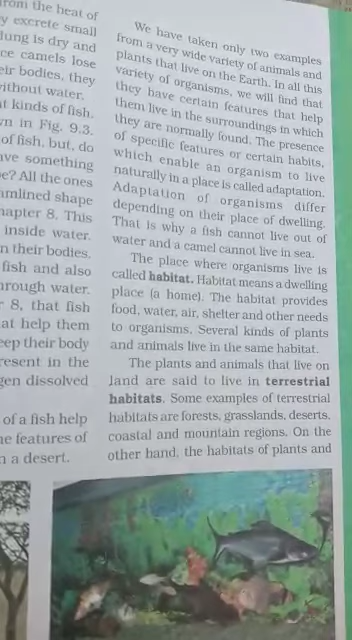 from the heat of
y excrete small
dung is dry and
ce camels lose
eir bodies, they
without water.
nt kinds of fish.
vn in Fig. 9.3.
of fish, but, do
ave something
be? All the ones
amlined shape
hapter 8. This
inside water.
n their bodies.
fish and also
hrough water.
r 8, that fish
at help them
eep their body
resent in the
gen dissolved
of a fish help
he features of
n a desert.
We have taken only two examples
from a very wide variety of animals and
plants that live on the Earth. In all this
variety of organisms, we will find that
they have certain features that help
them live in the surroundings in which
they are normally found. The presence
of specific features or certain habits,
which enable an organism to live
naturally in a place is called adaptation.
Adaptation of organisms differ
depending on their place of dwelling.
That is why a fish cannot live out of
water and a camel cannot live in sea.
The place where organisms live is
called habitat. Habitat means a dwelling
place (a home). The habitat provides
food, water, air, shelter and other needs
to organisms. Several kinds of plants
and animals live in the same habitat.
The plants and animals that live on
land are said to live in terrestrial
habitats. Some examples of terrestrial
habitats are forests, grasslands, deserts,
coastal and mountain regions. On the
other hand, the habitats of plants and